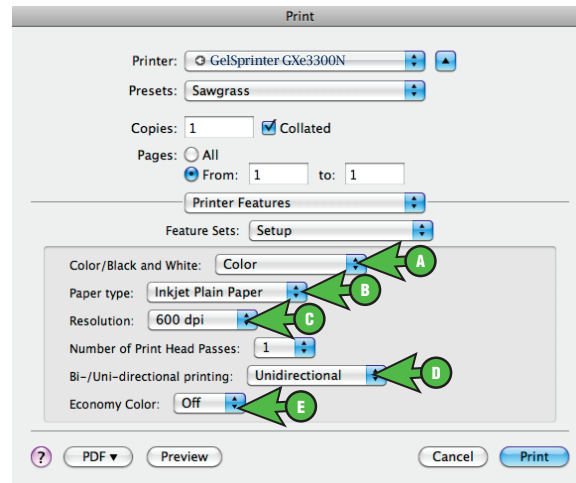 Print
Printer: GelSprinter GXe3300N
Presets: Sawgrass
Copies: 1 Collated
Pages: All
From: 1 to: 1
Printer Features
Feature Sets: Setup
Color/Black and White: Color A
Paper type: Inkjet Plain Paper B
Resolution: 600 dpi C
Number of Print Head Passes: 1
Bi-/Uni-directional printing: Unidirectional D
Economy Color: Off E
? PDF ▾ Preview Cancel Print